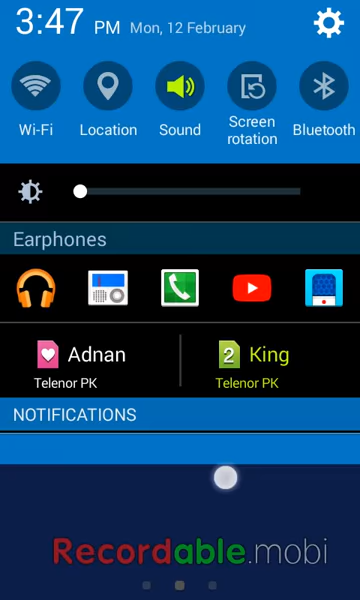 3:47 PM Mon, 12 February
Wi-Fi
Location
Sound
Screen
rotation
Bluetooth
Earphones
Adnan
Telenor PK
2 King
Telenor PK
NOTIFICATIONS
Recordable.mobi